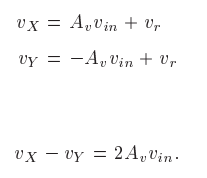 v_X = A_v v_{in} + v_r
v_Y = −A_v v_{in} + v_r
v_X − v_Y = 2A_v v_{in}.